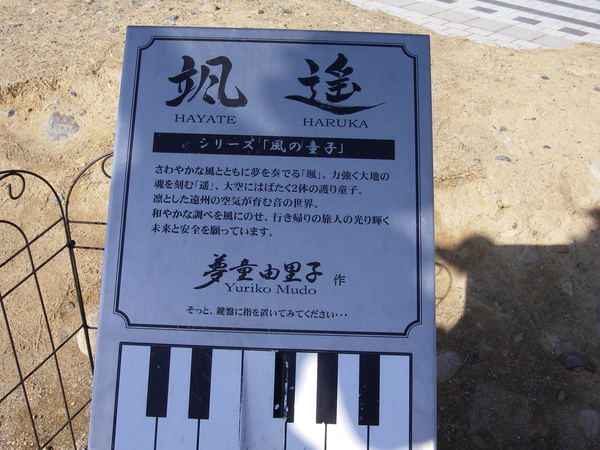 颯 遙
HAYATE HARUKA
シリーズ「風の童子」
さわやかな風とともに夢を奏でる「颯」、力強く大地の
魂を刻む「遥」、大空にはばたく2体の護り童子。
凛とした遠州の空気が育む音の世界。
和やかな調べを風にのせ、行き帰りの旅人の光り輝く
未来と安全を願っています。
夢童由里子 作
Yuriko Mudo
そっと、鍵盤に指を置いてみてください・・・